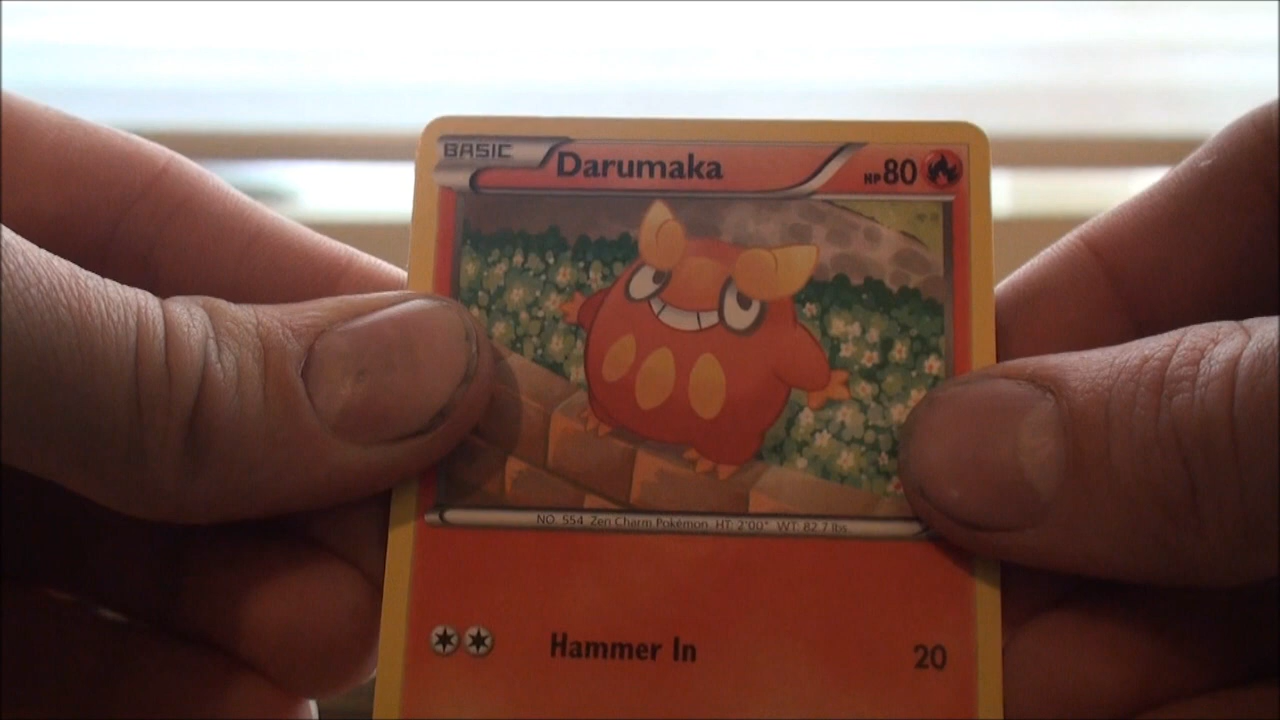 BASIC Darumaka HP80
NO. 554 Zen Charm Pokémon HT: 2'00" WT: 82.7 lbs.
Hammer In 20